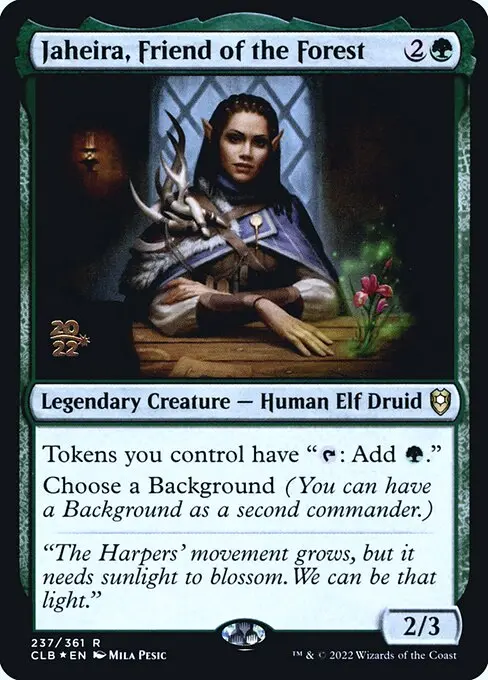 Jaheira, Friend of the Forest 2
20
22
Legendary Creature — Human Elf Druid
Tokens you control have “: Add .”
Choose a Background (You can have
a Background as a second commander.)
“The Harpers’ movement grows, but it
needs sunlight to blossom. We can be that
light.”
2/3
237/361 R
CLB EN Mila Pesic
™ & © 2022 Wizards of the Coast